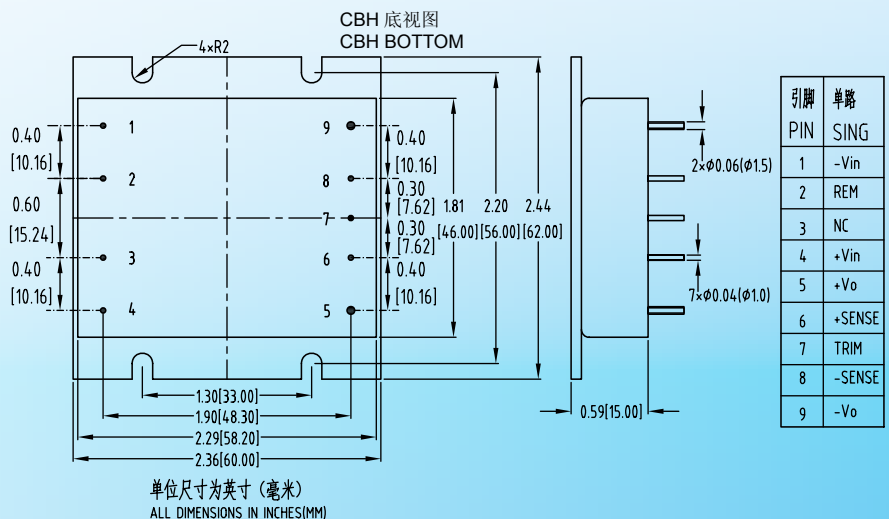 CBH 底视图
CBH BOTTOM
4×R2
1
2
3
4
9
8
7
6
5
0.40
[10.16]
0.60
[15.24]
0.40
[10.16]
0.40
[10.16]
0.30
[7.62]
0.30
[7.62]
0.40
[10.16]
1.81
[46.00]
2.20
[56.00]
2.44
[62.00]
1.30[33.00]
1.90[48.30]
2.29[58.20]
2.36[60.00]
2×Φ0.06(Φ1.5)
7×Φ0.04(Φ1.0)
0.59[15.00]
引脚 单路
PIN SING
1 -Vin
2 REM
3 NC
4 +Vin
5 +Vo
6 +SENSE
7 TRIM
8 -SENSE
9 -Vo
单位尺寸为英寸（毫米）
ALL DIMENSIONS IN INCHES(MM)